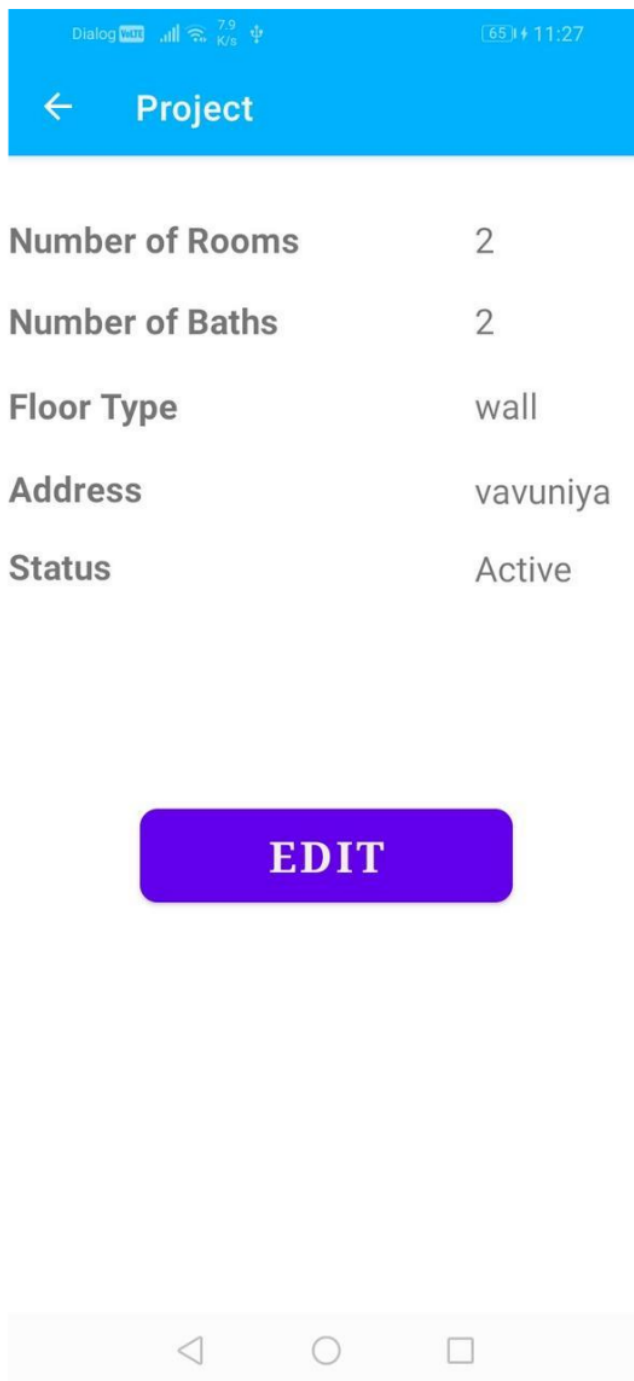 Dialog VoLTE 7.9 K/s 65 11:27
Project
Number of Rooms 2
Number of Baths 2
Floor Type wall
Address vavuniya
Status Active
EDIT